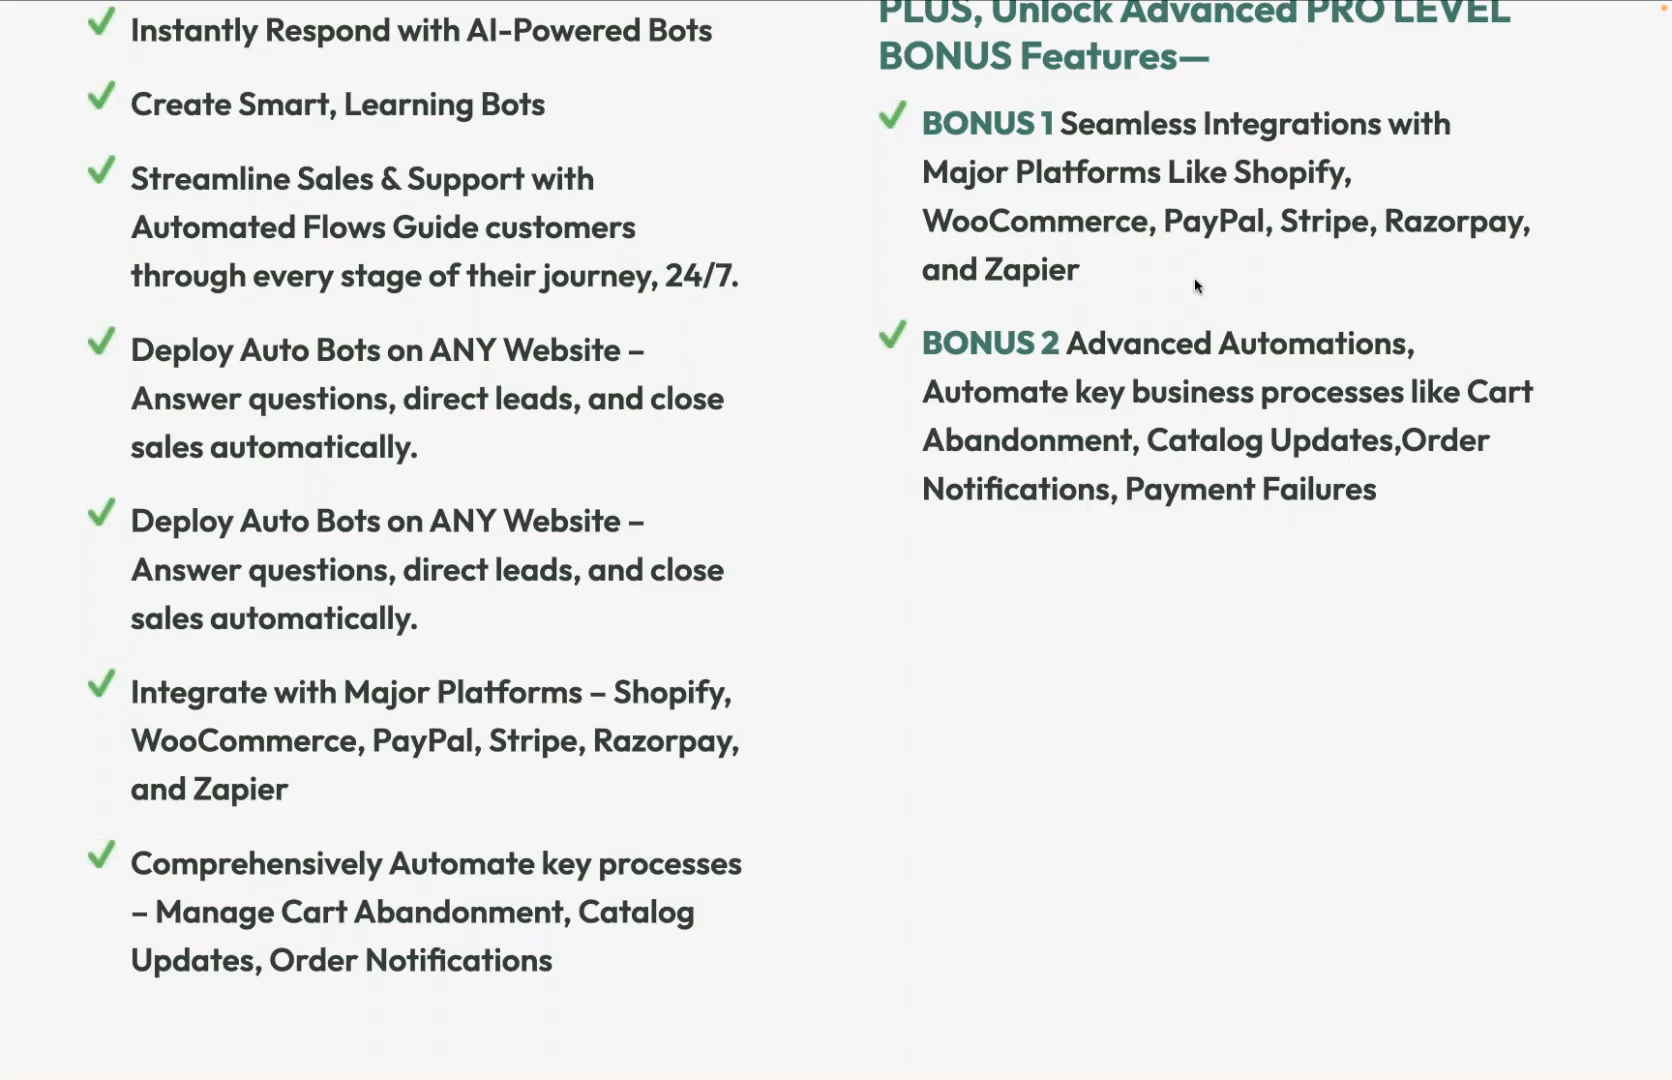 Instantly Respond with AI-Powered Bots
Create Smart, Learning Bots
Streamline Sales & Support with
Automated Flows Guide customers
through every stage of their journey, 24/7.
Deploy Auto Bots on ANY Website –
Answer questions, direct leads, and close
sales automatically.
Deploy Auto Bots on ANY Website –
Answer questions, direct leads, and close
sales automatically.
Integrate with Major Platforms – Shopify,
WooCommerce, PayPal, Stripe, Razorpay,
and Zapier
Comprehensively Automate key processes
– Manage Cart Abandonment, Catalog
Updates, Order Notifications
PLUS, Unlock Advanced PRO LEVEL
BONUS Features—
BONUS 1 Seamless Integrations with
Major Platforms Like Shopify,
WooCommerce, PayPal, Stripe, Razorpay,
and Zapier
BONUS 2 Advanced Automations,
Automate key business processes like Cart
Abandonment, Catalog Updates,Order
Notifications, Payment Failures